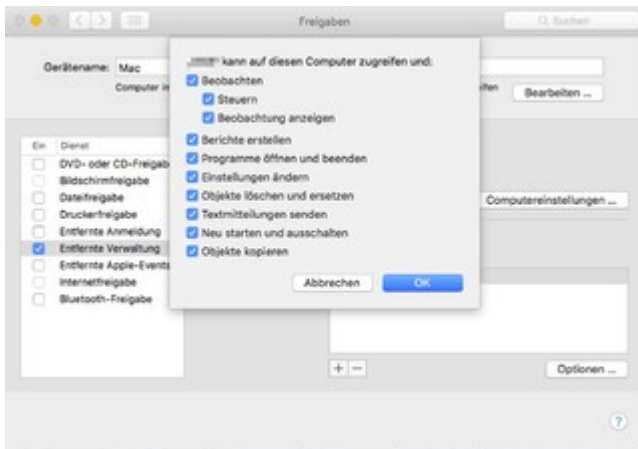 Freigaben
Suchen
Gerätename: Mac
Computer im
Bearbeiten ...
kann auf diesen Computer zugreifen und:
Beobachten
Steuern
Beobachtung anzeigen
Berichte erstellen
Programme öffnen und beenden
Einstellungen ändern
Objekte löschen und ersetzen
Textmitteilungen senden
Neu starten und ausschalten
Objekte kopieren
Abbrechen
OK
Ein Dienst
DVD- oder CD-Freigabe
Bildschirmfreigabe
Dateifreigabe
Druckerfreigabe
Entfernte Anmeldung
Entfernte Verwaltung
Entfernte Apple-Events
Internetfreigabe
Bluetooth-Freigabe
Computereinstellungen ...
+ −
Optionen ...
?